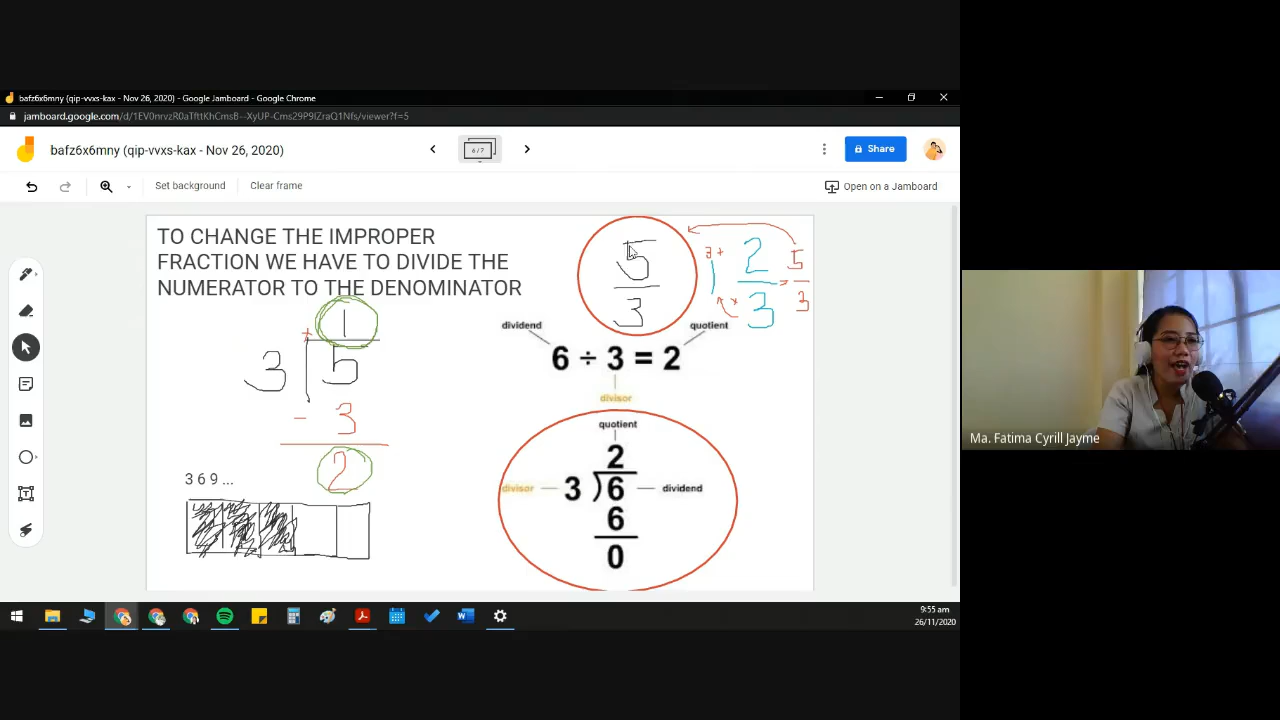 bafz6x6mny (qip-vvxs-kax - Nov 26, 2020) - Google Jamboard - Google Chrome
bafz6x6mny (qip-vvxs-kax - Nov 26, 2020)
6/7
Share
Set background
Clear frame
Open on a Jamboard
TO CHANGE THE IMPROPER
FRACTION WE HAVE TO DIVIDE THE
NUMERATOR TO THE DENOMINATOR
5
3
3 +
1
×
2
3
=
5
3
+
1
3
5
- 3
2
3 6 9 ...
dividend
quotient
6 ÷ 3 = 2
divisor
quotient
2
divisor
3 ) 6
dividend
6
0
Ma. Fatima Cyrill Jayme
9:55 am
26/11/2020